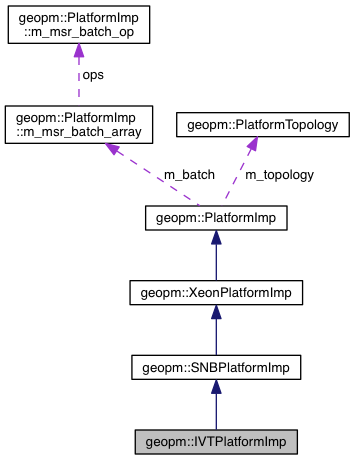 geopm::PlatformImp
::m_msr_batch_op
ops
geopm::PlatformImp
::m_msr_batch_array
geopm::PlatformTopology
m_batch
m_topology
geopm::PlatformImp
geopm::XeonPlatformImp
geopm::SNBPlatformImp
geopm::IVTPlatformImp